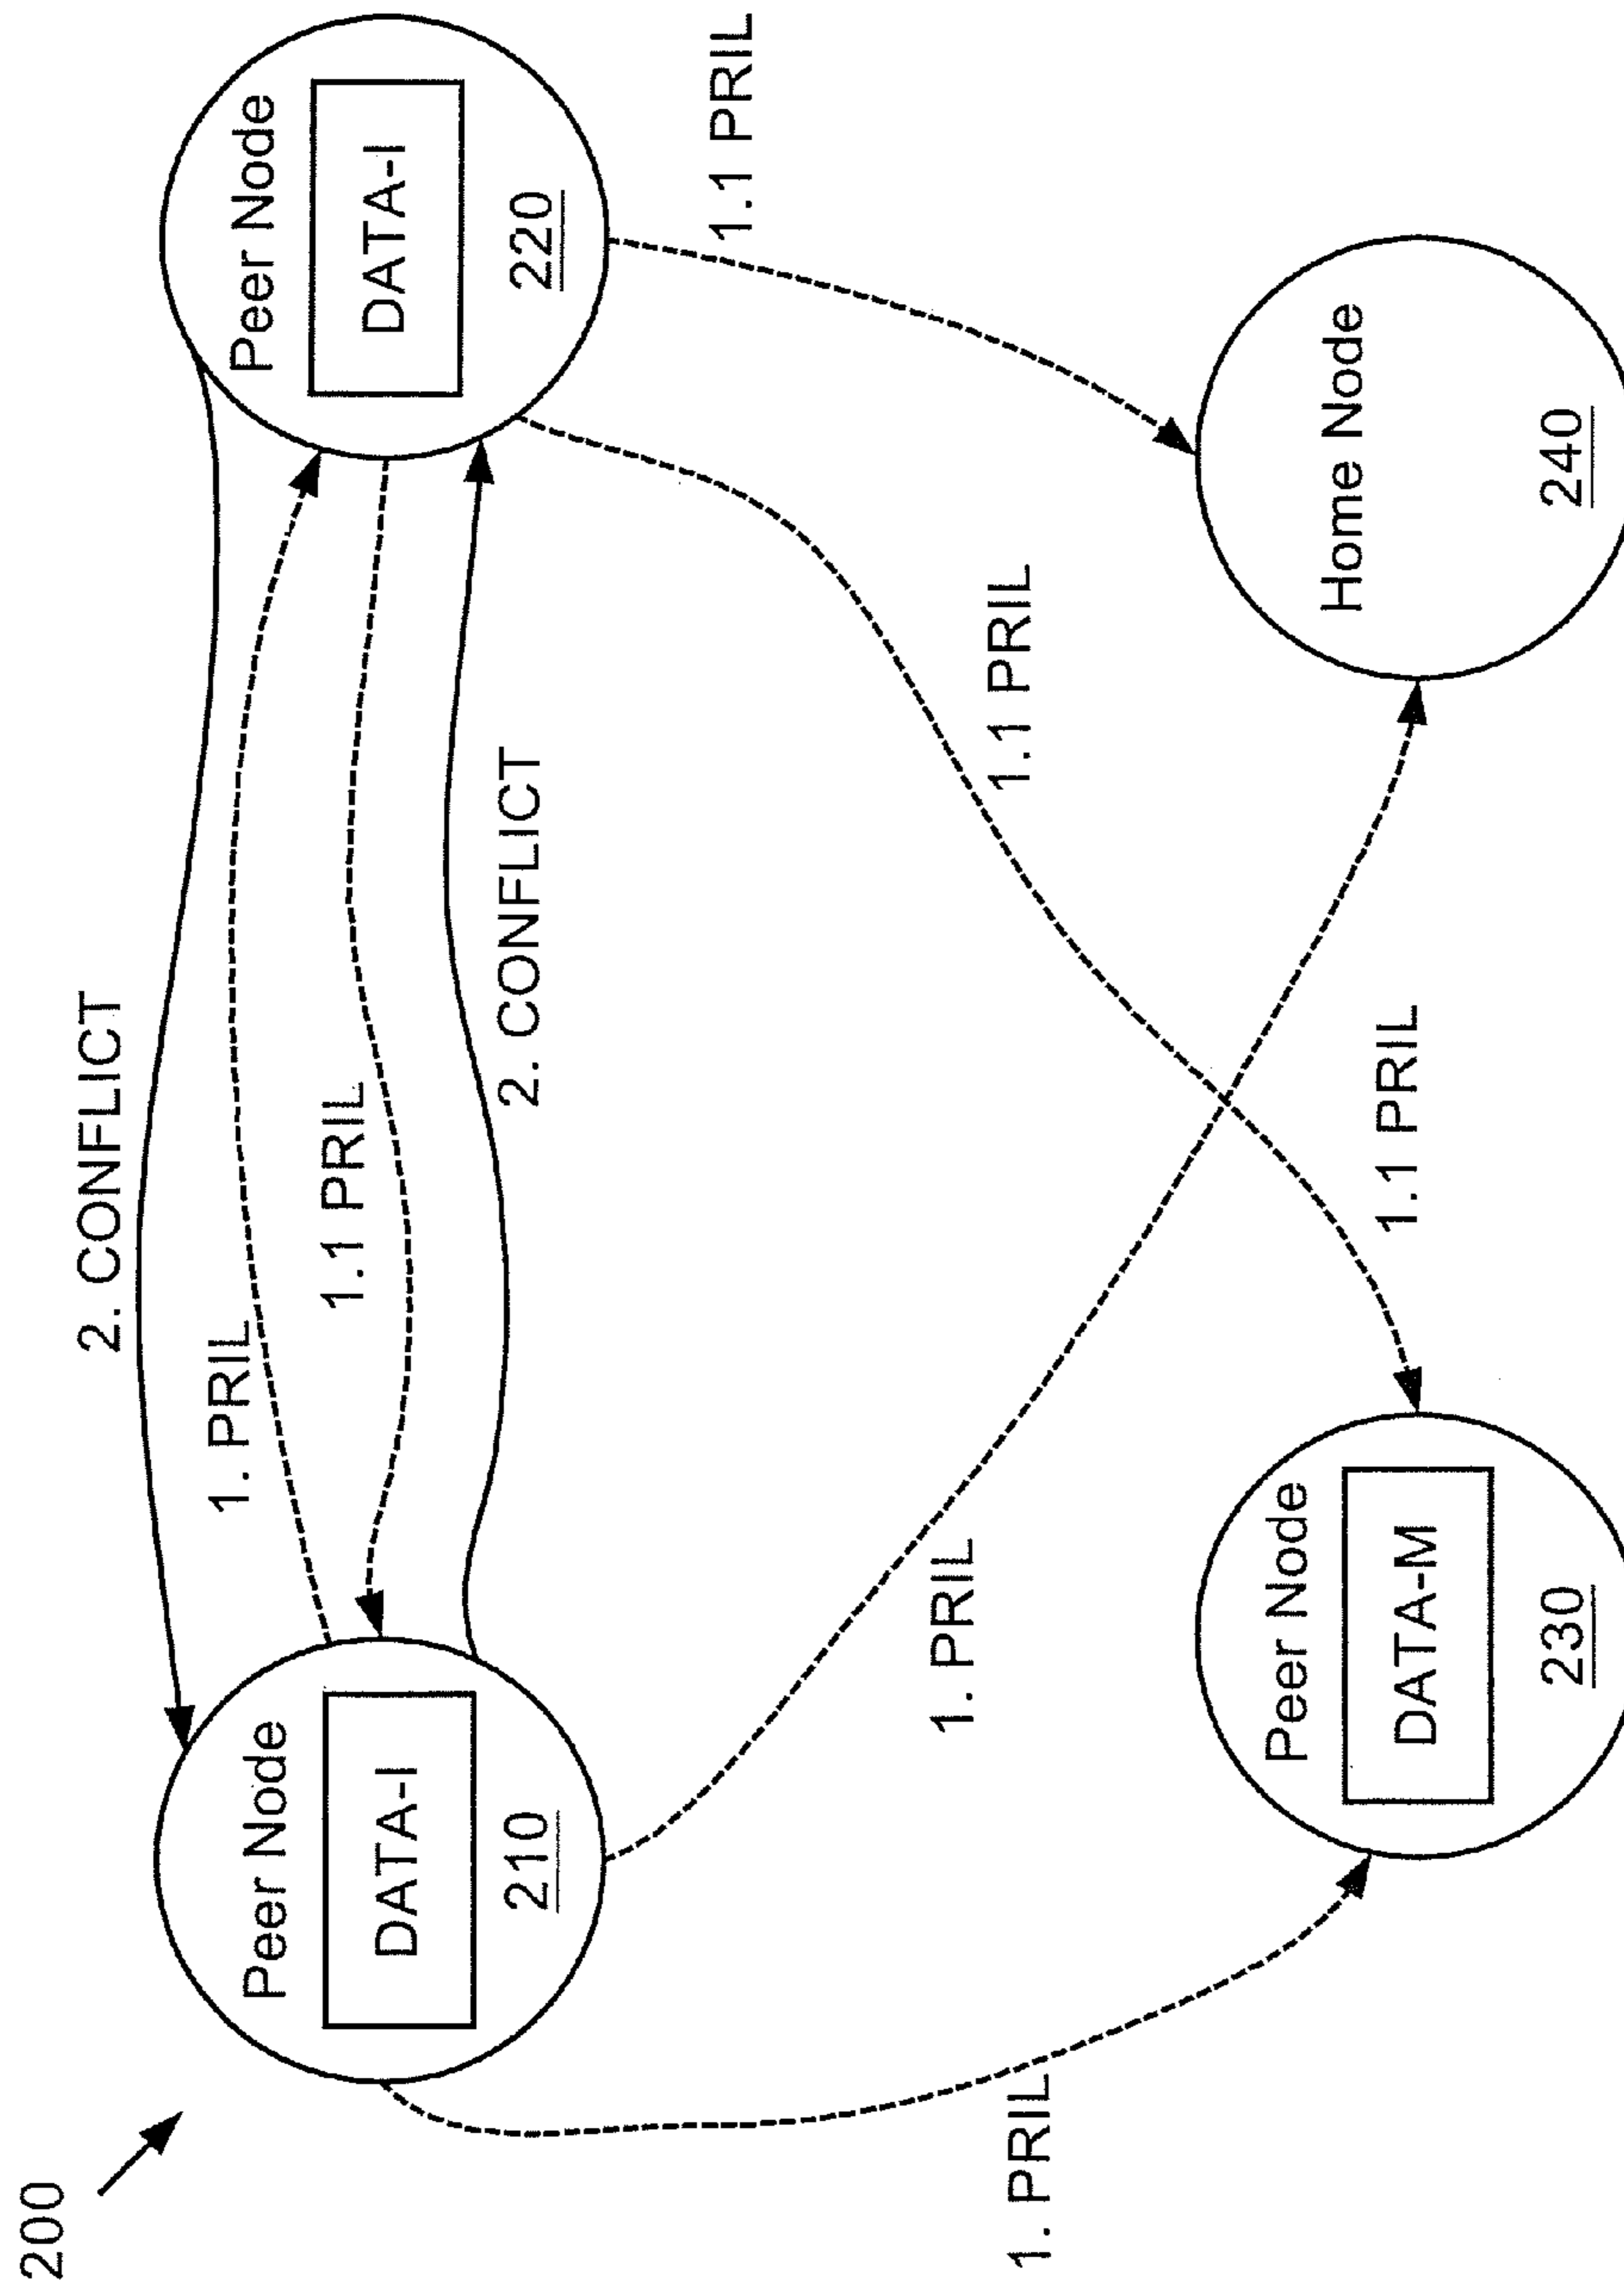 200
2. CONFLICT
1. PRIL
Peer Node
DATA-I
210
1.1 PRIL
2. CONFLICT
Peer Node
DATA-I
220
1.1 PRIL
1. PRIL
1. PRIL
1.1 PRIL
1.1 PRIL
Peer Node
DATA-M
230
Home Node
240